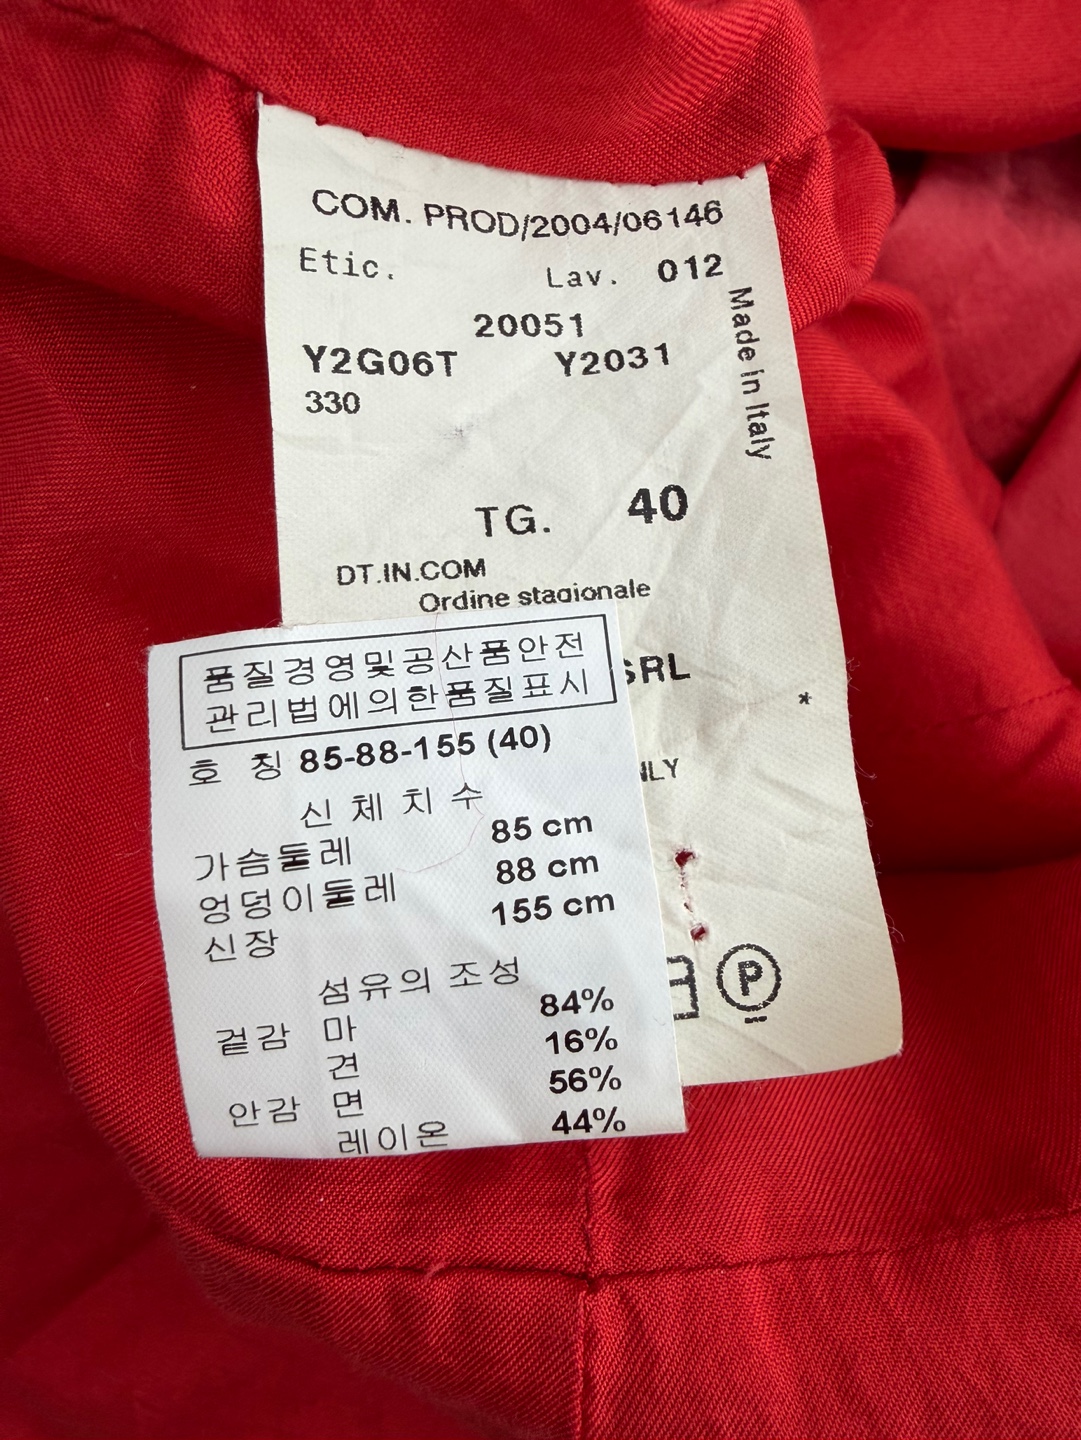 COM. PROD/2004/06146
Etic. Lav. 012
20051
Y2G06T Y2031
330
Made in Italy
TG. 40
DT.IN.COM
Ordine stagionale
SRL
*
품질경영및공산품안전
관리법에의한품질표시
호 칭 85-88-155 (40)
신 체 치 수
가슴둘레 85 cm
엉덩이둘레 88 cm
신장 155 cm
섬유의 조성
겉감 마 84%
견 16%
안감 면 56%
레이온 44%
P